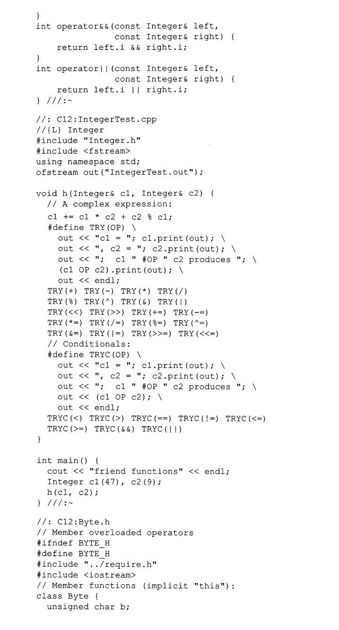 }
int operator&&(const Integer& left,
               const Integer& right) {
    return left.i && right.i;
}
int operator||(const Integer& left,
               const Integer& right) {
    return left.i || right.i;
} ///:~

//: C12:IntegerTest.cpp
//{L} Integer
#include "Integer.h"
#include <fstream>
using namespace std;
ofstream out("IntegerTest.out");

void h(Integer& c1, Integer& c2) {
  // A complex expression:
  c1 += c1 * c2 + c2 % c1;
  #define TRY(OP) \
    out << "c1 = "; c1.print(out); \
    out << ", c2 = "; c2.print(out); \
    out << ";  c1 " #OP " c2 produces "; \
    (c1 OP c2).print(out); \
    out << endl;
  TRY(+) TRY(-) TRY(*) TRY(/)
  TRY(%) TRY(^) TRY(&) TRY(|)
  TRY(<<) TRY(>>) TRY(+=) TRY(-=)
  TRY(*=) TRY(/=) TRY(%=) TRY(^=)
  TRY(&=) TRY(|=) TRY(>>=) TRY(<<=)
  // Conditionals:
  #define TRYC(OP) \
    out << "c1 = "; c1.print(out); \
    out << ", c2 = "; c2.print(out); \
    out << ";  c1 " #OP " c2 produces "; \
    out << (c1 OP c2); \
    out << endl;
  TRYC(<) TRYC(>) TRYC(==) TRYC(!=) TRYC(<=)
  TRYC(>=) TRYC(&&) TRYC(||)
}

int main() {
  cout << "friend functions" << endl;
  Integer c1(47), c2(9);
  h(c1, c2);
} ///:~

//: C12:Byte.h
// Member overloaded operators
#ifndef BYTE_H
#define BYTE_H
#include "../require.h"
#include <iostream>
// Member functions (implicit "this"):
class Byte {
  unsigned char b;